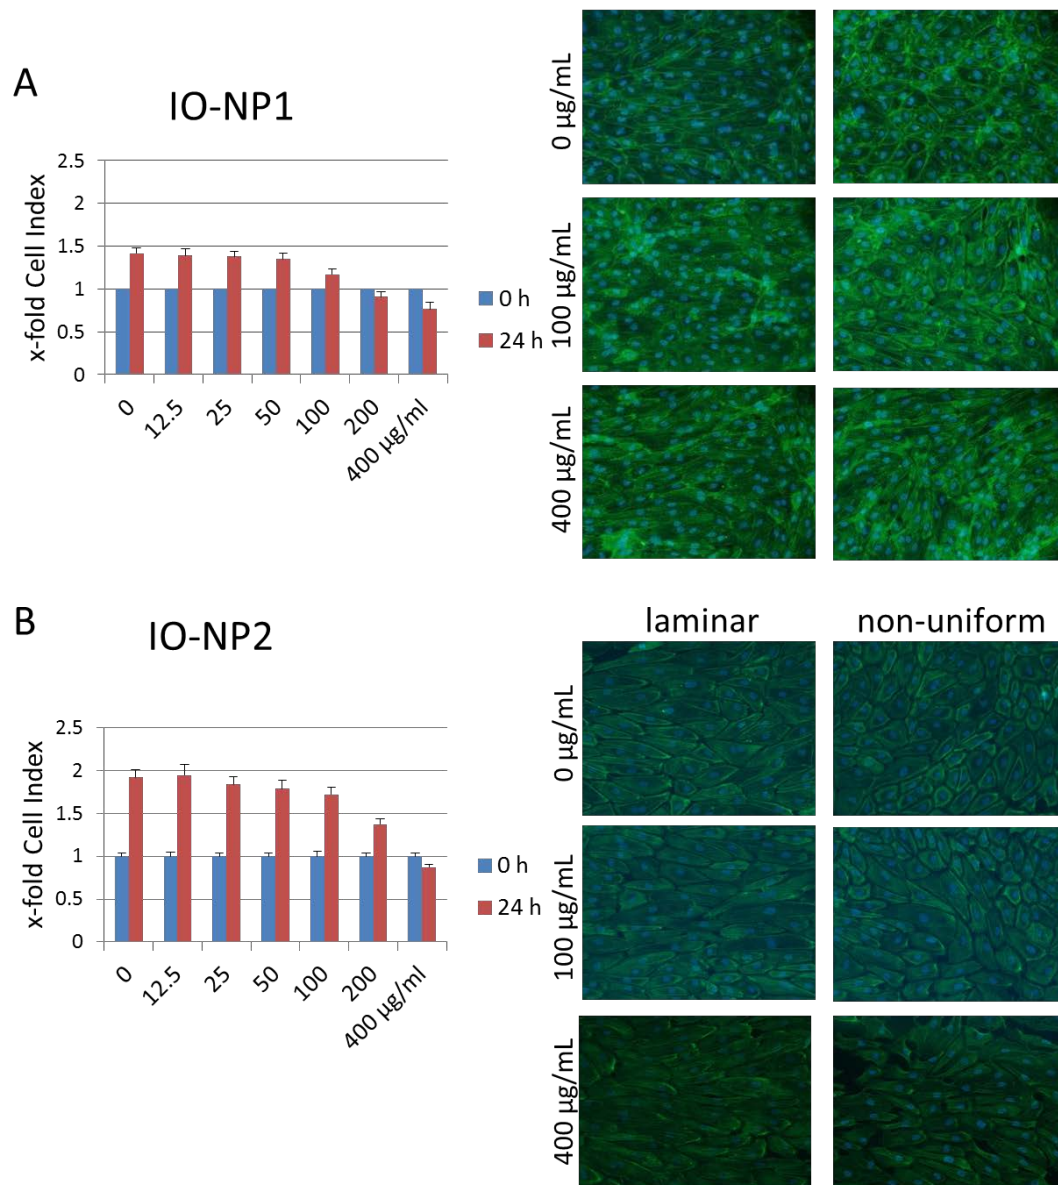 A
IO-NP1
x-fold Cell Index
2.5
2
1.5
1
0.5
0
0
12.5
25
50
100
200
400 µg/ml
0 h
24 h
0 µg/mL
100 µg/mL
400 µg/mL
B
IO-NP2
laminar
non-uniform
x-fold Cell Index
2.5
2
1.5
1
0.5
0
0
12.5
25
50
100
200
400 µg/ml
0 h
24 h
0 µg/mL
100 µg/mL
400 µg/mL